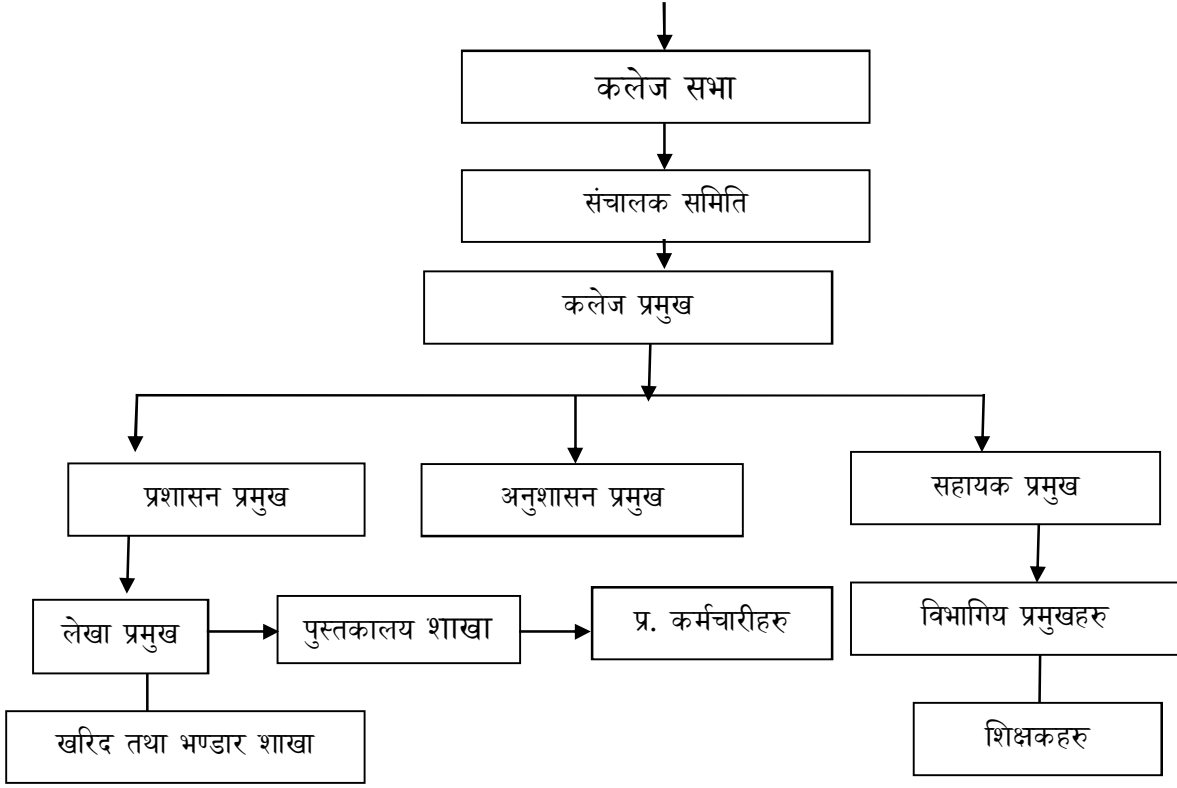 कलेज सभा
संचालक समिति
कलेज प्रमुख
प्रशासन प्रमुख
अनुशासन प्रमुख
सहायक प्रमुख
लेखा प्रमुख
पुस्तकालय शाखा
प्र. कर्मचारीहरु
विभागिय प्रमुखहरु
खरिद तथा भण्डार शाखा
शिक्षकहरु